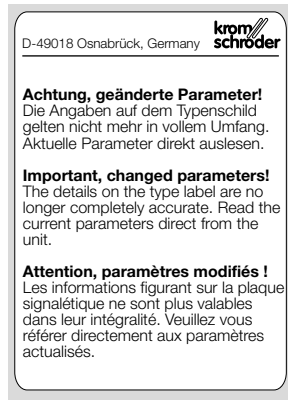 D-49018 Osnabrück, Germany
krom//
schröder
Achtung, geänderte Parameter!
Die Angaben auf dem Typenschild
gelten nicht mehr in vollem Umfang.
Aktuelle Parameter direkt auslesen.
Important, changed parameters!
The details on the type label are no
longer completely accurate. Read the
current parameters direct from the
unit.
Attention, paramètres modifiés !
Les informations figurant sur la plaque
signalétique ne sont plus valables
dans leur intégralité. Veuillez vous
référer directement aux paramètres
actualisés.